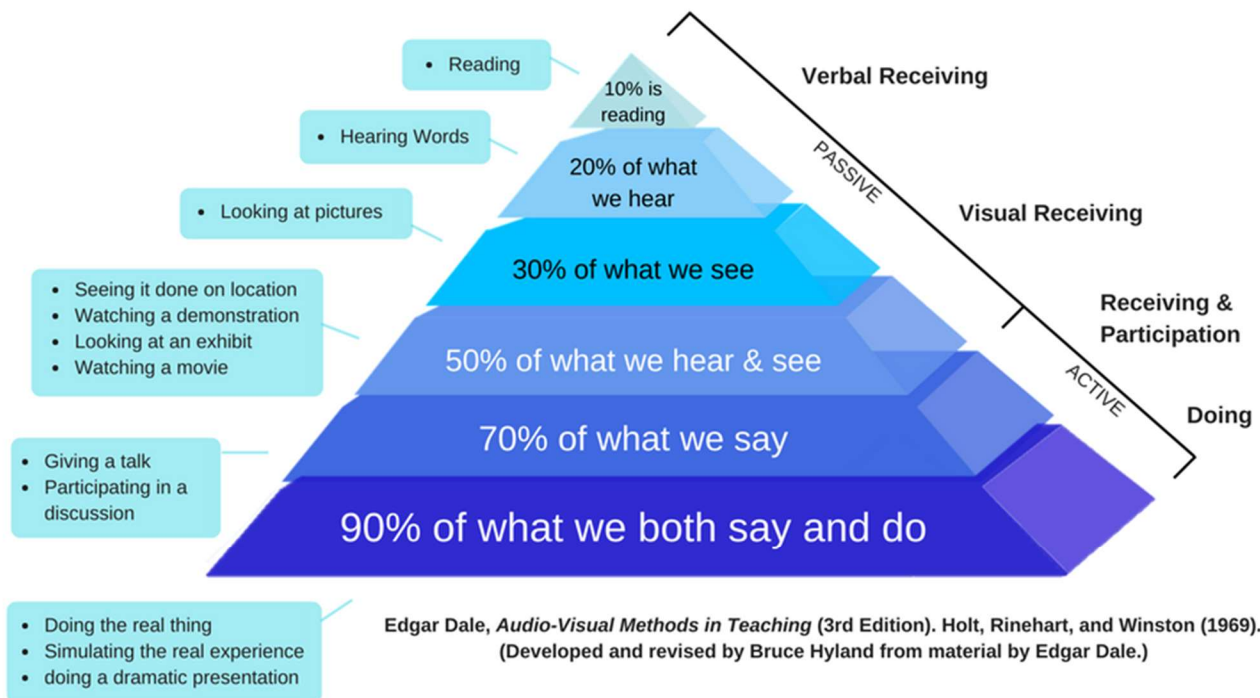 • Reading
10% is
reading
Verbal Receiving
• Hearing Words
20% of what
we hear
PASSIVE
• Looking at pictures
30% of what we see
Visual Receiving
• Seeing it done on location
• Watching a demonstration
• Looking at an exhibit
• Watching a movie
50% of what we hear & see
Receiving &
Participation
ACTIVE
• Giving a talk
• Participating in a
discussion
70% of what we say
Doing
90% of what we both say and do
• Doing the real thing
• Simulating the real experience
• doing a dramatic presentation
Edgar Dale, Audio-Visual Methods in Teaching (3rd Edition). Holt, Rinehart, and Winston (1969).
(Developed and revised by Bruce Hyland from material by Edgar Dale.)